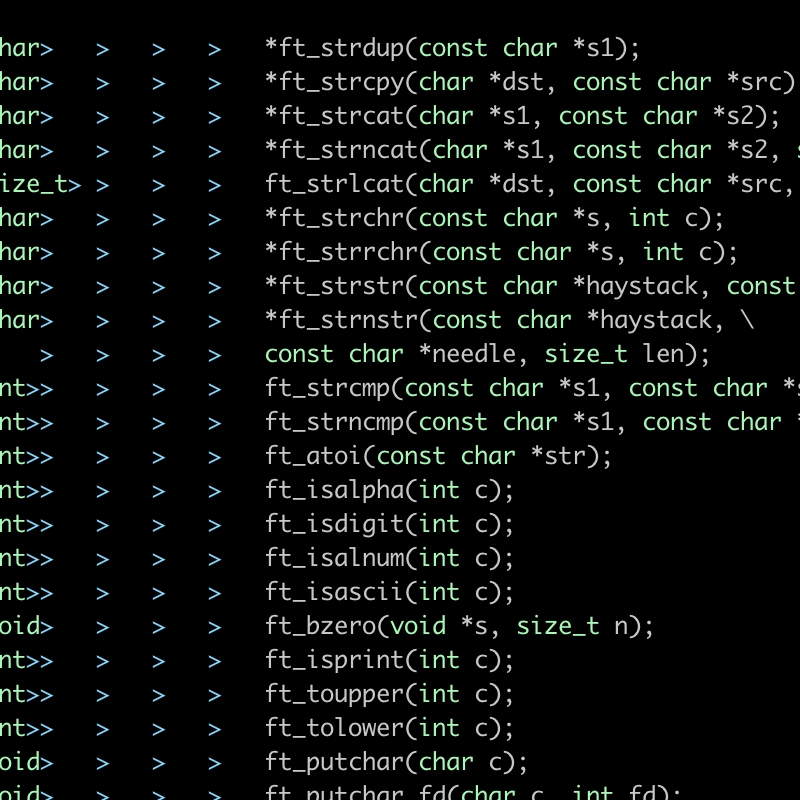 har> > > > *ft_strdup(const char *s1);
har> > > > *ft_strcpy(char *dst, const char *src)
har> > > > *ft_strcat(char *s1, const char *s2);
har> > > > *ft_strncat(char *s1, const char *s2,
ize_t> > > > ft_strlcat(char *dst, const char *src,
har> > > > *ft_strchr(const char *s, int c);
har> > > > *ft_strrchr(const char *s, int c);
har> > > > *ft_strstr(const char *haystack, const
har> > > > *ft_strnstr(const char *haystack, \
> > > > const char *needle, size_t len);
nt>> > > > ft_strcmp(const char *s1, const char *s
nt>> > > > ft_strncmp(const char *s1, const char *
nt>> > > > ft_atoi(const char *str);
nt>> > > > ft_isalpha(int c);
nt>> > > > ft_isdigit(int c);
nt>> > > > ft_isalnum(int c);
nt>> > > > ft_isascii(int c);
oid> > > > ft_bzero(void *s, size_t n);
nt>> > > > ft_isprint(int c);
nt>> > > > ft_toupper(int c);
nt>> > > > ft_tolower(int c);
oid> > > > ft_putchar(char c);
oid> > > > ft_putchar_fd(char c, int fd);